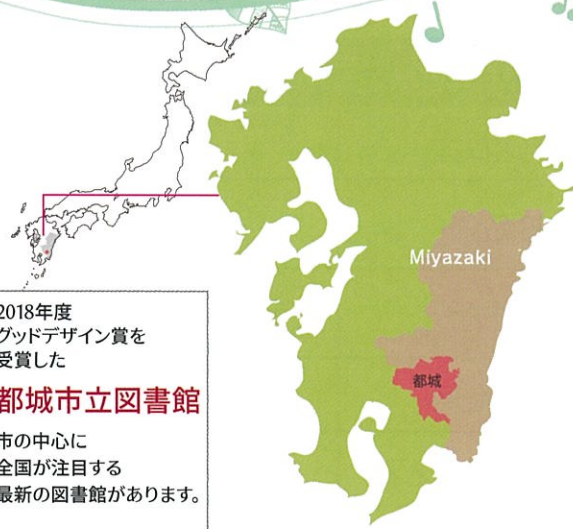 Miyazaki
都城
2018年度
グッドデザイン賞を
受賞した
都城市立図書館
市の中心に
全国が注目する
最新の図書館があります。